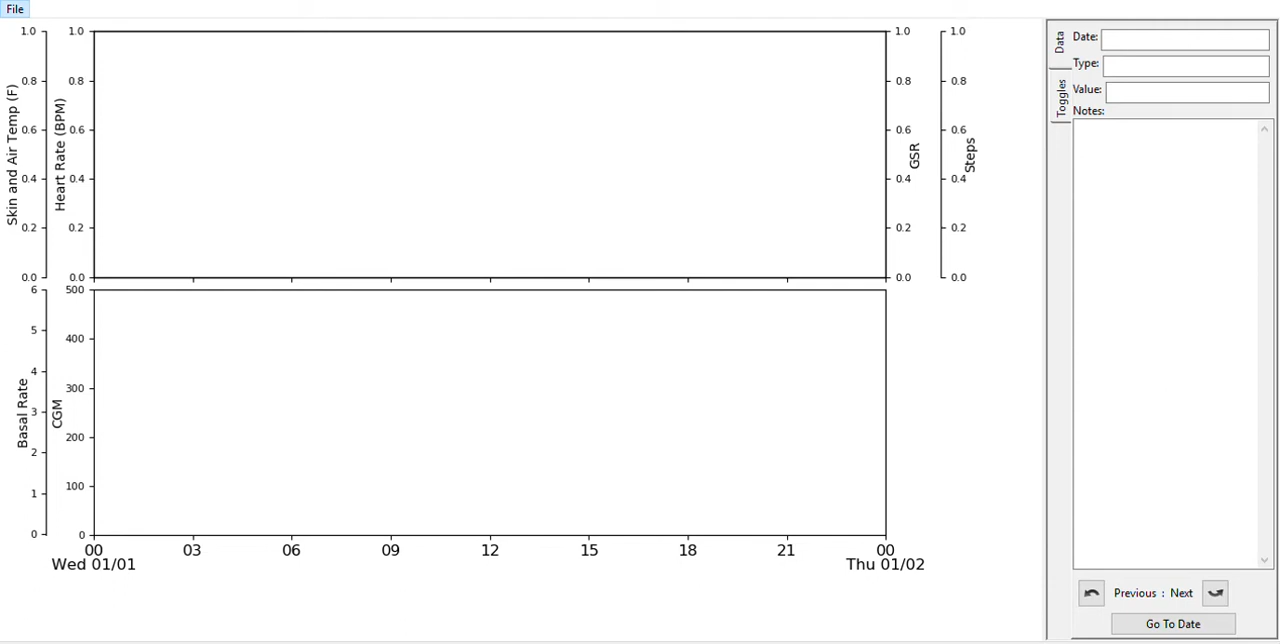 File
1.0
0.8
0.6
0.4
0.2
0.0
Skin and Air Temp (F)
1.0
0.8
0.6
0.4
0.2
0.0
Heart Rate (BPM)
1.0
0.8
0.6
0.4
0.2
0.0
GSR
1.0
0.8
0.6
0.4
0.2
0.0
Steps
6
5
4
3
2
1
0
Basal Rate
500
400
300
200
100
0
CGM
00 03 06 09 12 15 18 21 00
Wed 01/01 Thu 01/02
Data
Toggles
Date:
Type:
Value:
Notes:
Previous : Next
Go To Date